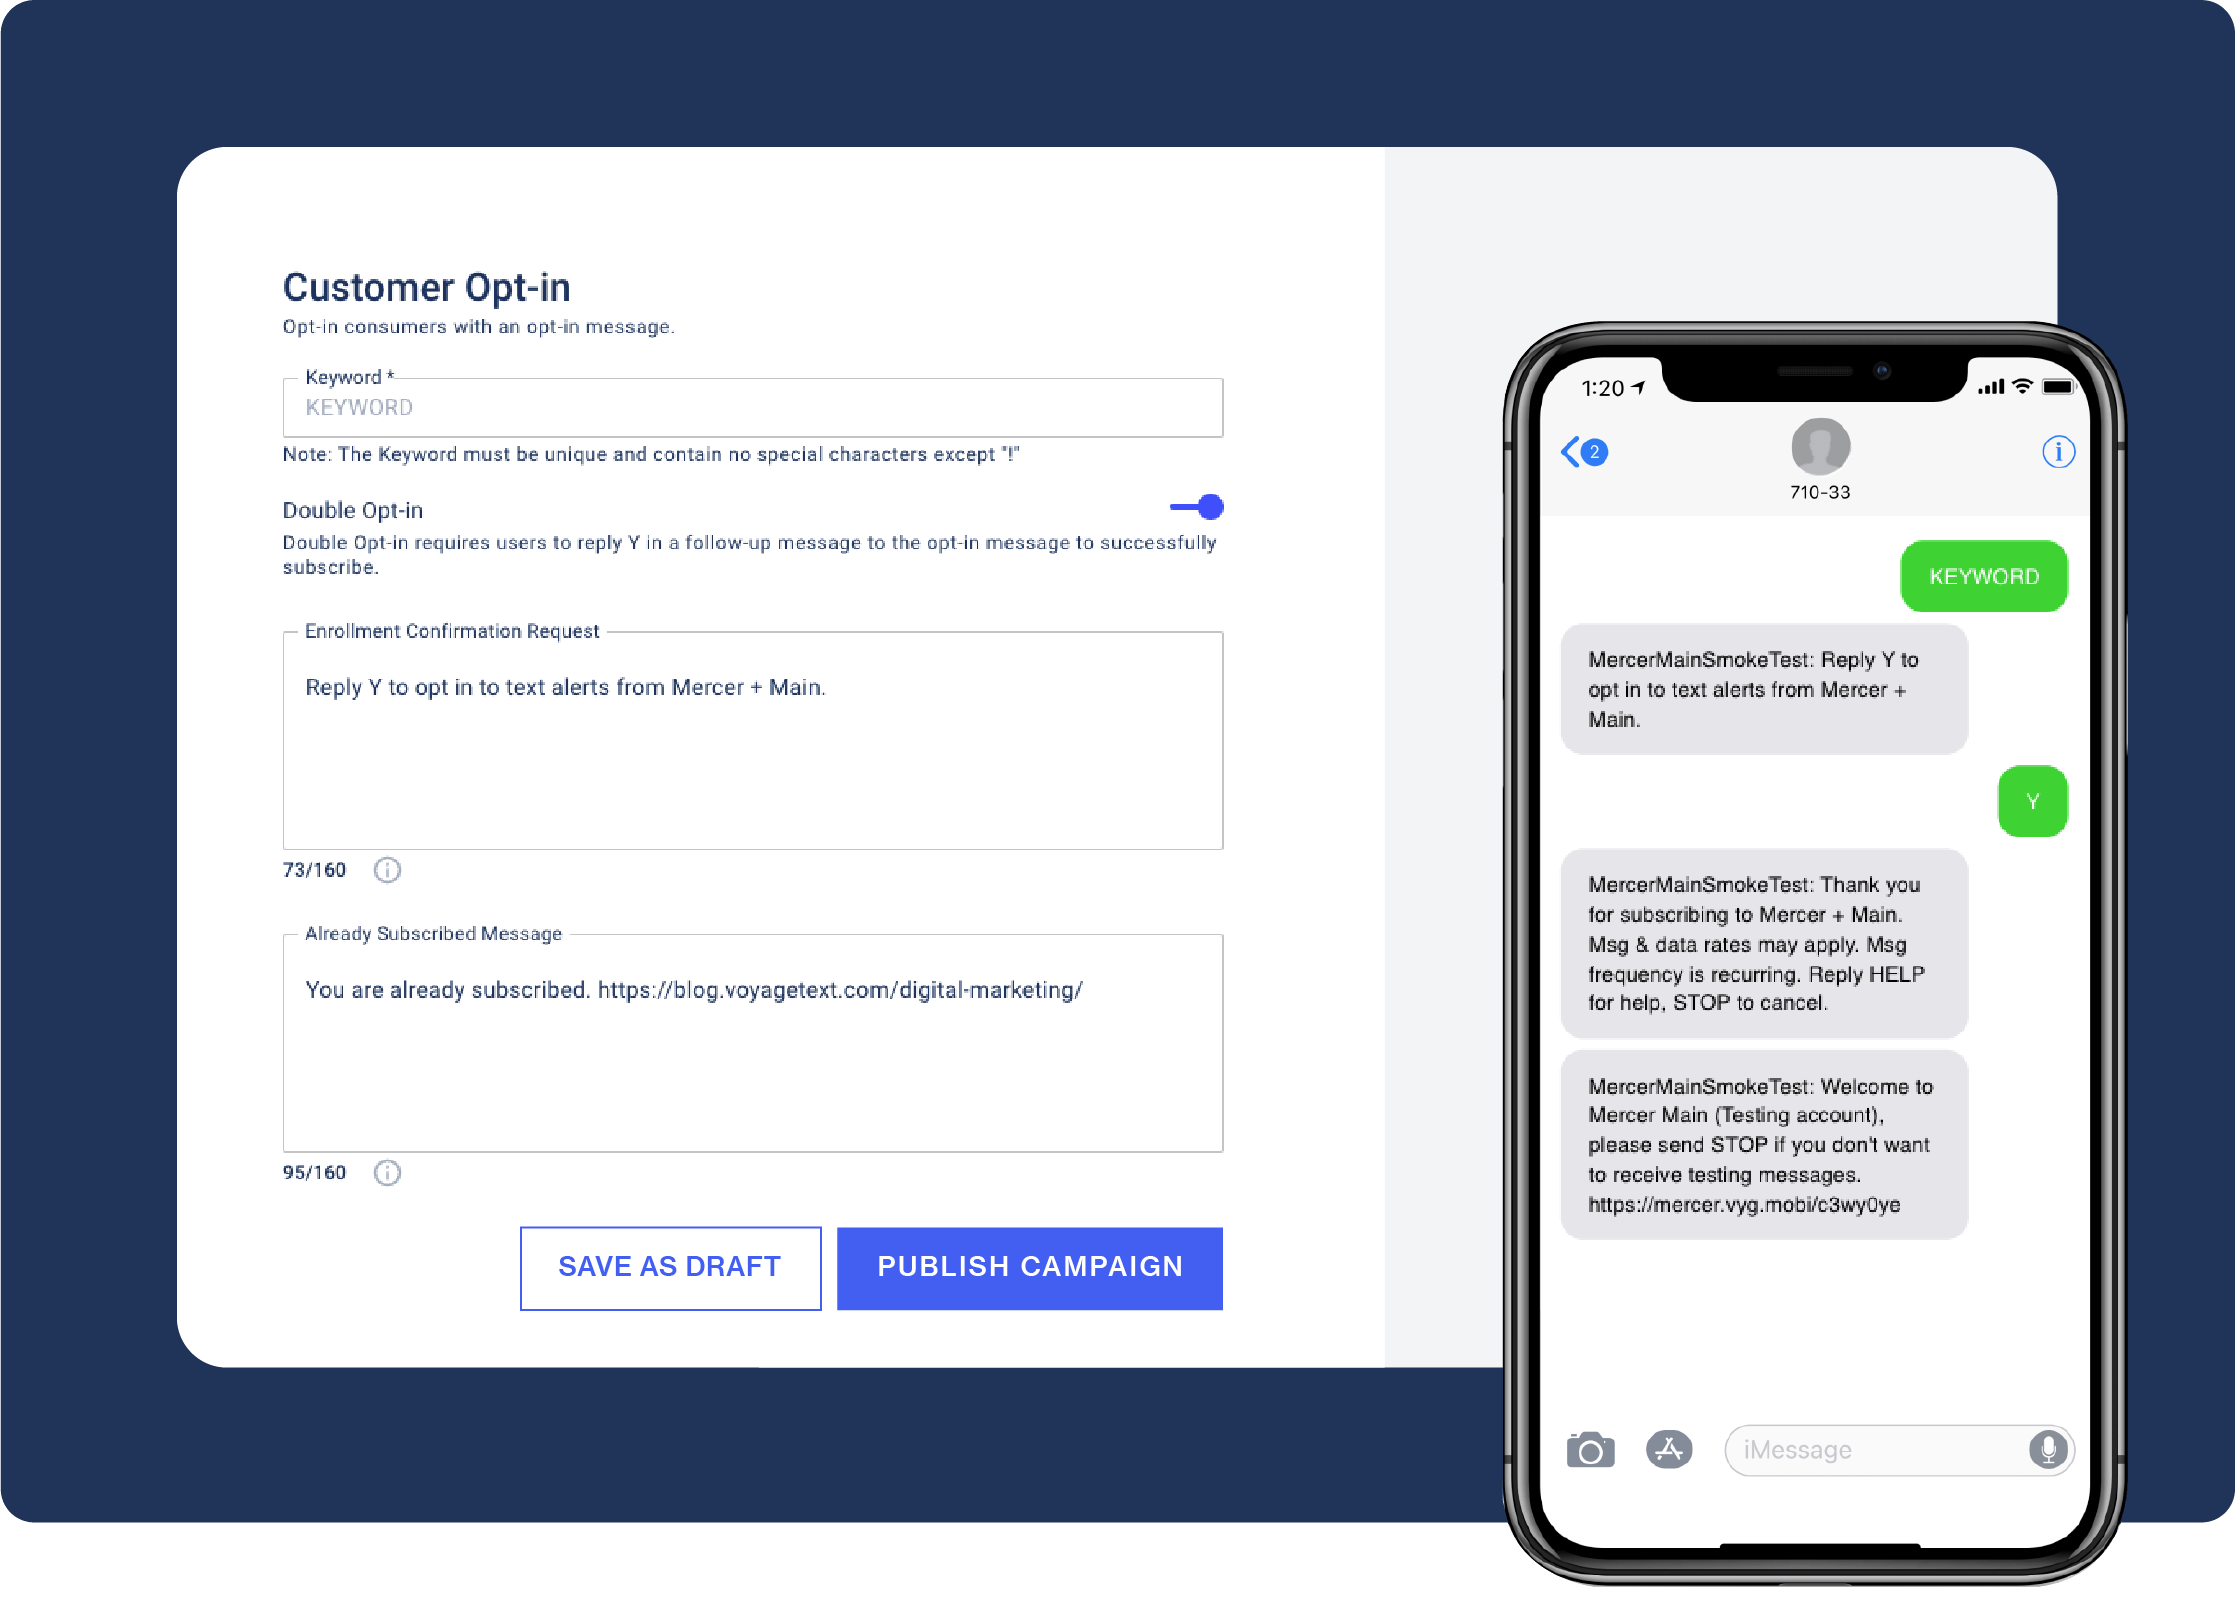 Customer Opt-in
Opt-in consumers with an opt-in message.
Keyword *
KEYWORD
Note: The Keyword must be unique and contain no special characters except "!"
Double Opt-in
Double Opt-in requires users to reply Y in a follow-up message to the opt-in message to successfully
subscribe.
Enrollment Confirmation Request
Reply Y to opt in to text alerts from Mercer + Main.
73/160
Already Subscribed Message
You are already subscribed. https://blog.voyagetext.com/digital-marketing/
95/160
SAVE AS DRAFT
PUBLISH CAMPAIGN
1:20
2
710-33
KEYWORD
MercerMainSmokeTest: Reply Y to
opt in to text alerts from Mercer +
Main.
Y
MercerMainSmokeTest: Thank you
for subscribing to Mercer + Main.
Msg & data rates may apply. Msg
frequency is recurring. Reply HELP
for help, STOP to cancel.
MercerMainSmokeTest: Welcome to
Mercer Main (Testing account),
please send STOP if you don't want
to receive testing messages.
https://mercer.vyg.mobi/c3wy0ye
iMessage